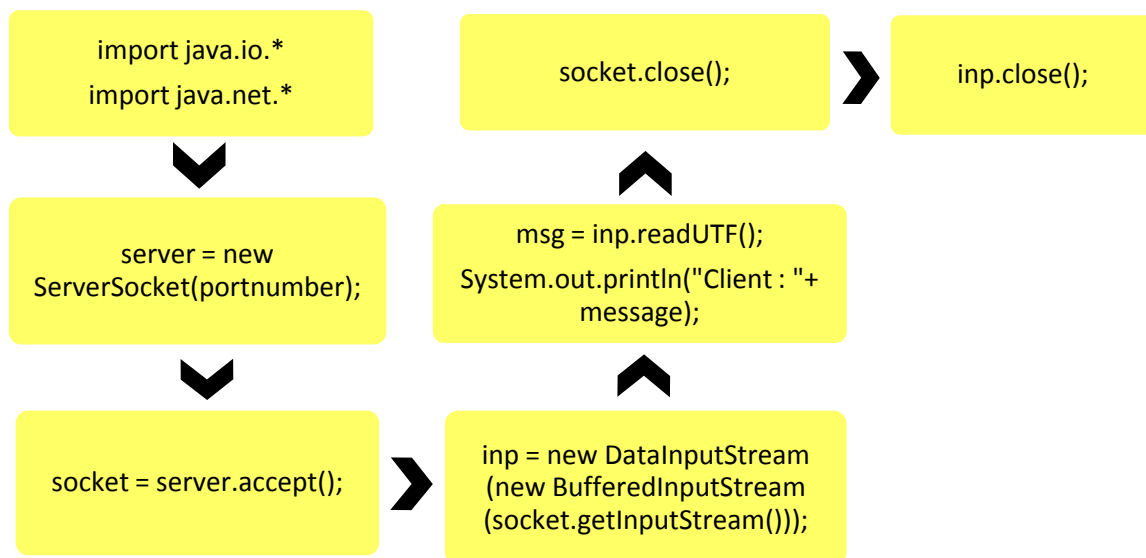 import java.io.*
import java.net.*
server = new
ServerSocket(portnumber);
socket = server.accept();
inp = new DataInputStream
(new BufferedInputStream
(socket.getInputStream()));
msg = inp.readUTF();
System.out.println("Client : "+
message);
socket.close();
inp.close();